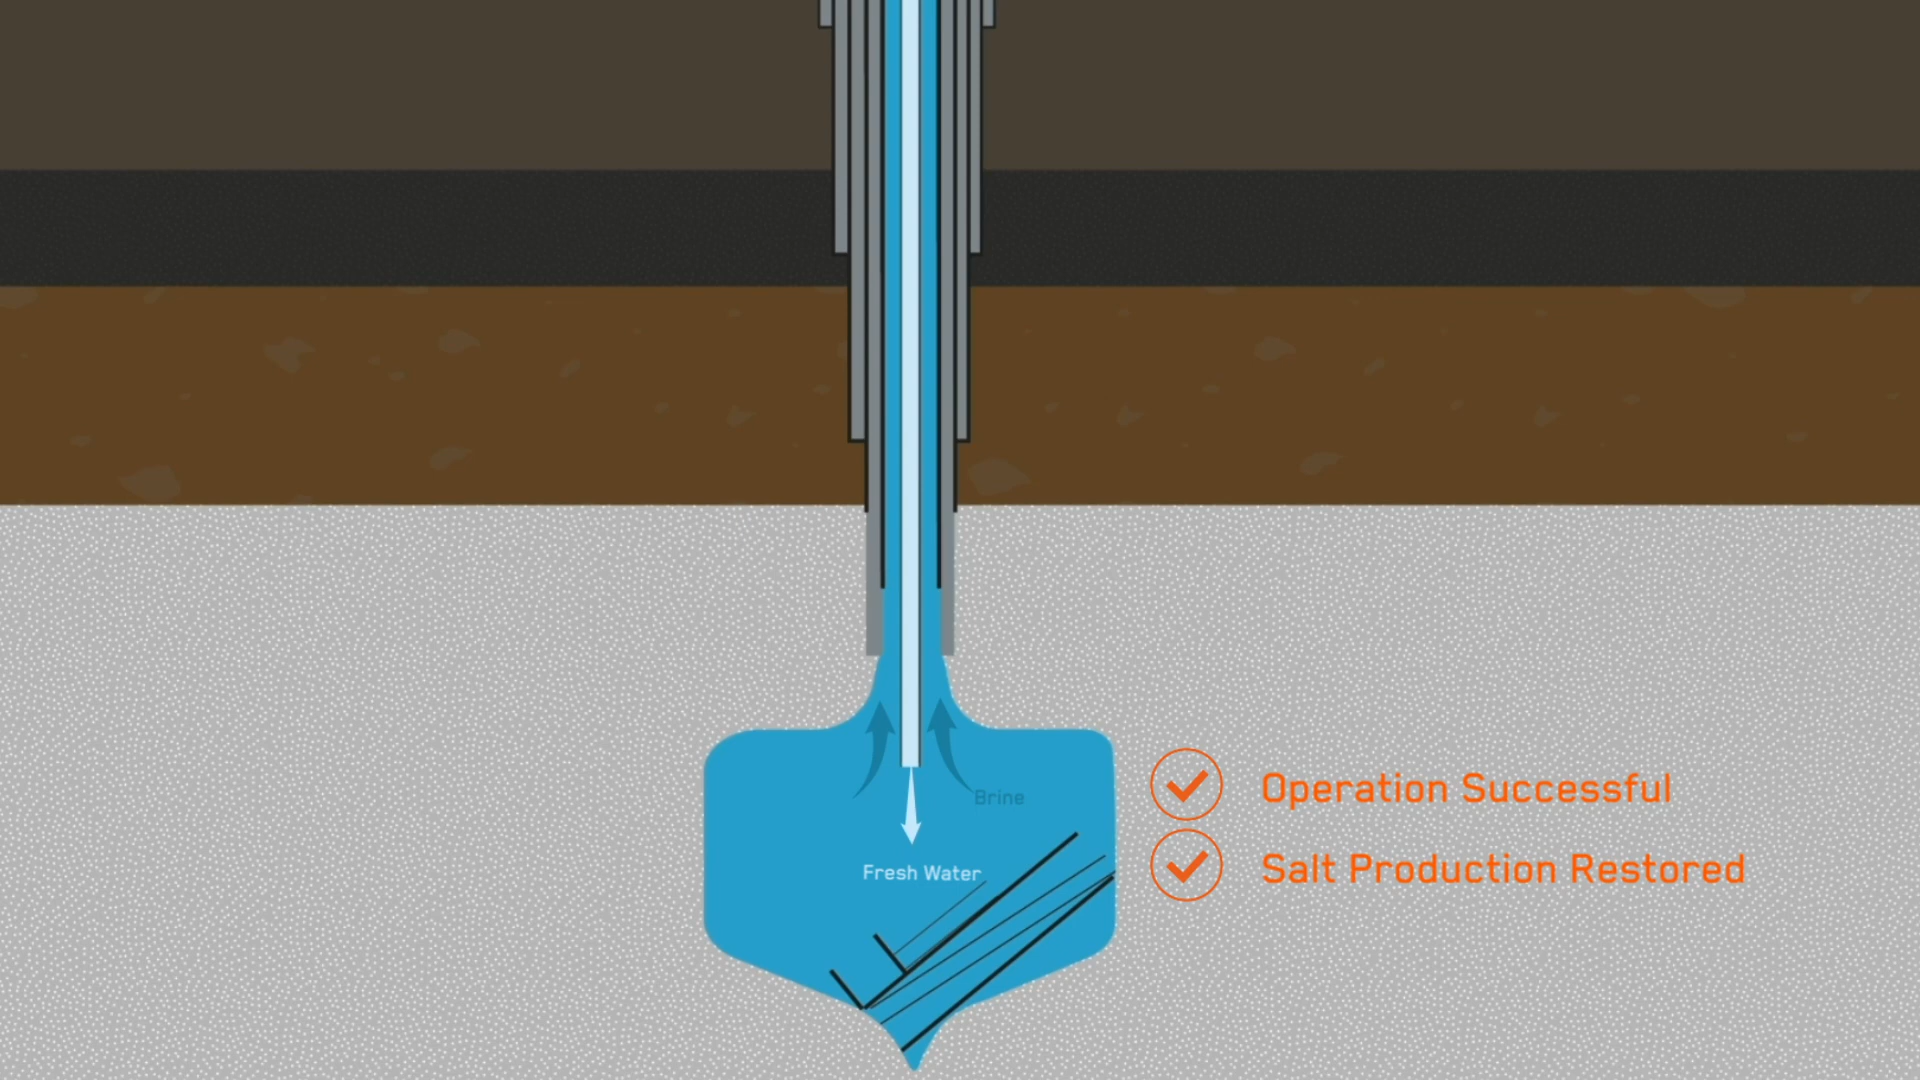 Brine
Operation Successful
Fresh Water
Salt Production Restored